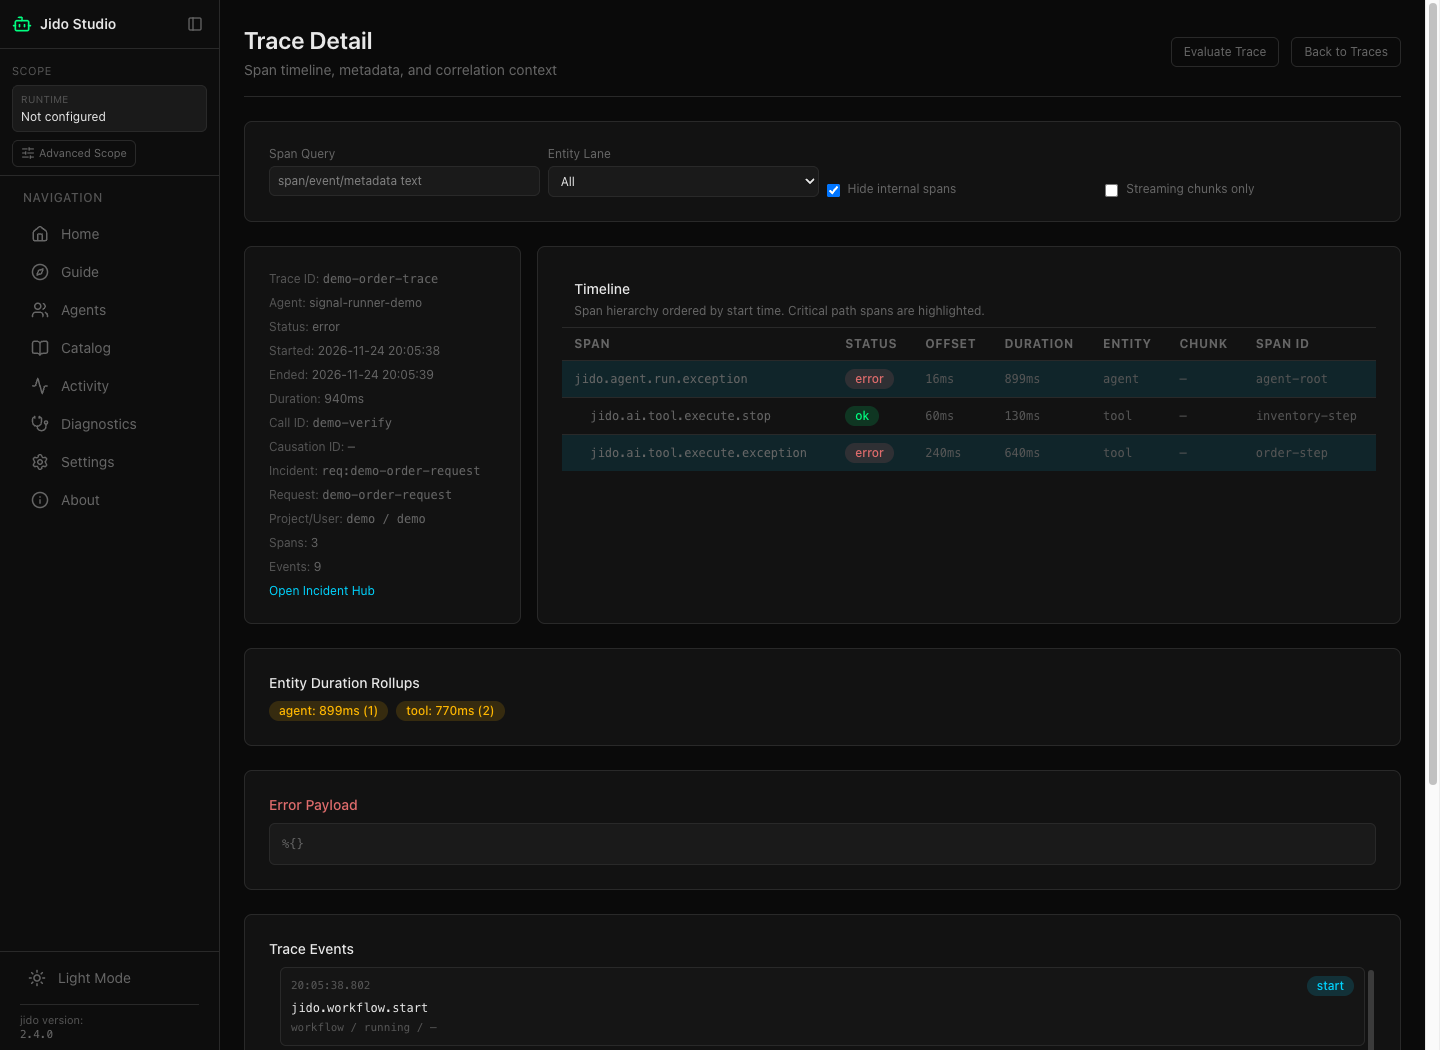 Jido Studio
SCOPE
RUNTIME
Not configured
Advanced Scope
NAVIGATION
Home
Guide
Agents
Catalog
Activity
Diagnostics
Settings
About
Light Mode
jido version:
2.4.0
Trace Detail
Span timeline, metadata, and correlation context
Evaluate Trace
Back to Traces
Span Query
span/event/metadata text
Entity Lane
All
Hide internal spans
Streaming chunks only
Trace ID: demo-order-trace
Agent: signal-runner-demo
Status: error
Started: 2026-11-24 20:05:38
Ended: 2026-11-24 20:05:39
Duration: 940ms
Call ID: demo-verify
Causation ID: —
Incident: req:demo-order-request
Request: demo-order-request
Project/User: demo / demo
Spans: 3
Events: 9
Open Incident Hub
Timeline
Span hierarchy ordered by start time. Critical path spans are highlighted.
SPAN STATUS OFFSET DURATION ENTITY CHUNK SPAN ID
jido.agent.run.exception error 16ms 899ms agent — agent-root
jido.ai.tool.execute.stop ok 60ms 130ms tool — inventory-step
jido.ai.tool.execute.exception error 240ms 640ms tool — order-step
Entity Duration Rollups
agent: 899ms (1) tool: 770ms (2)
Error Payload
%{}
Trace Events
20:05:38.802
start
jido.workflow.start
workflow / running / —